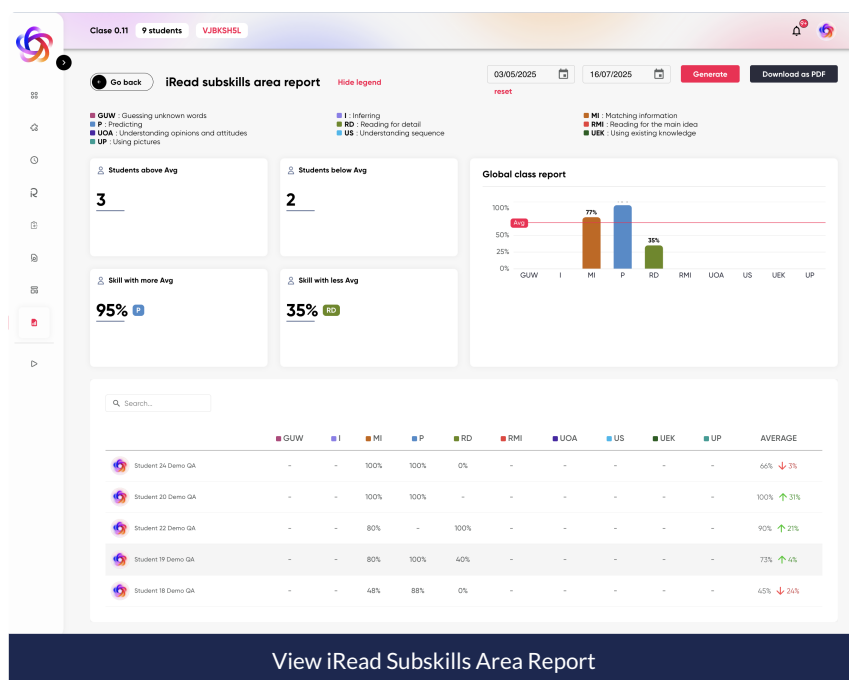 Clase 0.11 9 students VJBKSH5L 9+
Go back iRead subskills area report Hide legend 03/05/2025 16/07/2025 Generate Download as PDF
reset
GUW : Guessing unknown words I : Inferring MI : Matching information
P : Predicting RD : Reading for detail RMI : Reading for the main idea
UOA : Understanding opinions and attitudes US : Understanding sequence UEK : Using existing knowledge
UP : Using pictures
Students above Avg
3
Students below Avg
2
Skill with more Avg
95% P
Skill with less Avg
35% RD
Global class report
100%
77%
Avg
50%
35%
25%
0%
GUW I MI P RD RMI UOA US UEK UP
Search...
GUW I MI P RD RMI UOA US UEK UP AVERAGE
Student 24 Demo QA - - 100% 100% 0% - - - - - 66% ↓ 3%
Student 20 Demo QA - - 100% 100% - - - - - - 100% ↑ 31%
Student 22 Demo QA - - 80% - 100% - - - - - 90% ↑ 21%
Student 19 Demo QA - - 80% 100% 40% - - - - - 73% ↑ 4%
Student 18 Demo QA - - 48% 88% 0% - - - - - 45% ↓ 24%
View iRead Subskills Area Report